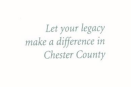 Let your legacy
make a difference in
Chester County